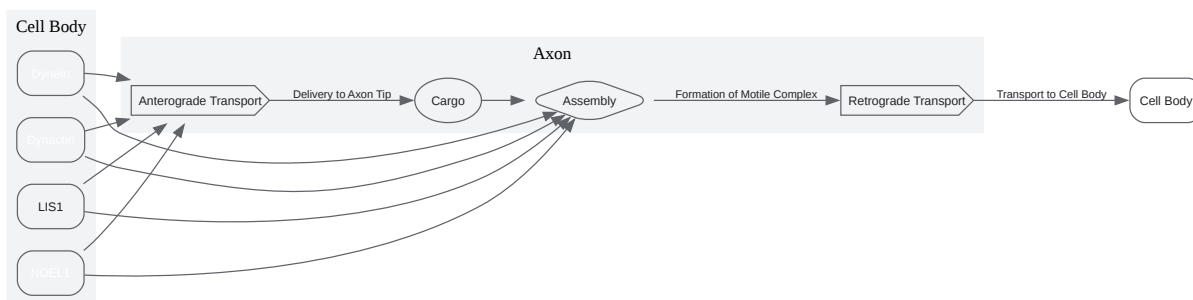 Cell Body
Axon
Dynein
Anterograde Transport
Delivery to Axon Tip
Cargo
Assembly
Formation of Motile Complex
Retrograde Transport
Transport to Cell Body
Cell Body
Dynactin
LIS1
NOEL1